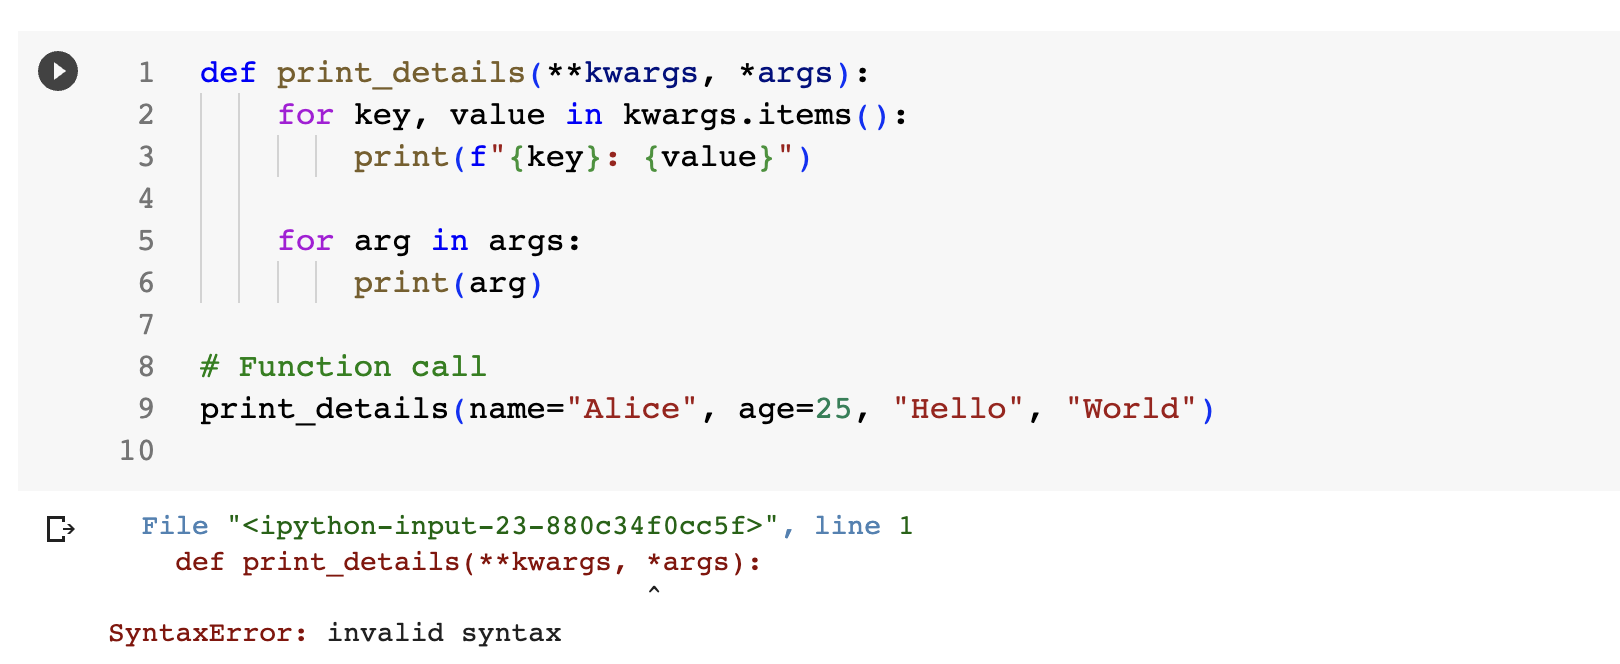 1 def print_details(**kwargs, *args):
2     for key, value in kwargs.items():
3         print(f"{key}: {value}")
4
5     for arg in args:
6         print(arg)
7
8 # Function call
9 print_details(name="Alice", age=25, "Hello", "World")
10
File "<ipython-input-23-880c34f0cc5f>", line 1
    def print_details(**kwargs, *args):
                                ^
SyntaxError: invalid syntax